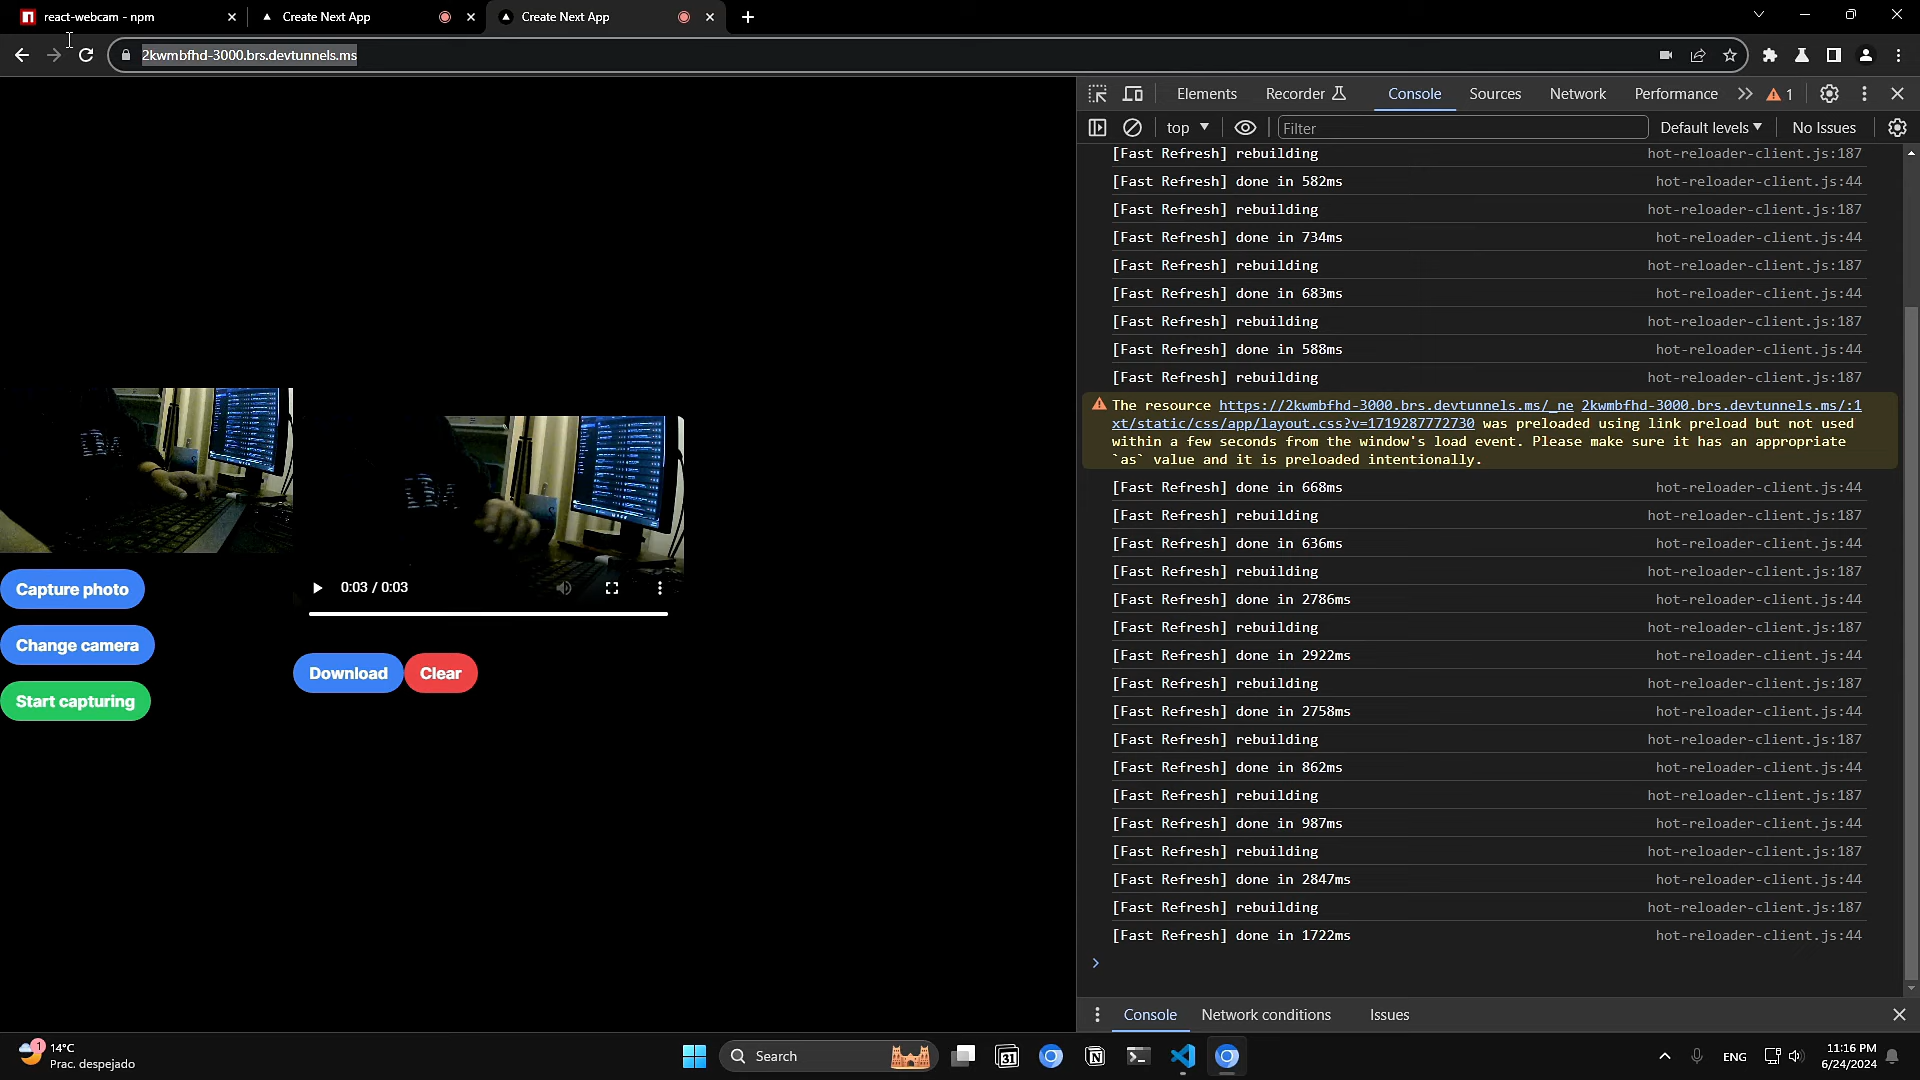 react-webcam - npm
Create Next App
Create Next App
2kwmbfhd-3000.brs.devtunnels.ms
Elements
Recorder
Console
Sources
Network
Performance
1
top
Filter
Default levels
No Issues
[Fast Refresh] rebuilding hot-reloader-client.js:187
[Fast Refresh] done in 582ms hot-reloader-client.js:44
[Fast Refresh] rebuilding hot-reloader-client.js:187
[Fast Refresh] done in 734ms hot-reloader-client.js:44
[Fast Refresh] rebuilding hot-reloader-client.js:187
[Fast Refresh] done in 683ms hot-reloader-client.js:44
[Fast Refresh] rebuilding hot-reloader-client.js:187
[Fast Refresh] done in 588ms hot-reloader-client.js:44
[Fast Refresh] rebuilding hot-reloader-client.js:187
The resource https://2kwmbfhd-3000.brs.devtunnels.ms/_ne 2kwmbfhd-3000.brs.devtunnels.ms/:1
xt/static/css/app/layout.css?v=1719287772730 was preloaded using link preload but not used
within a few seconds from the window's load event. Please make sure it has an appropriate
`as` value and it is preloaded intentionally.
[Fast Refresh] done in 668ms hot-reloader-client.js:44
[Fast Refresh] rebuilding hot-reloader-client.js:187
[Fast Refresh] done in 636ms hot-reloader-client.js:44
[Fast Refresh] rebuilding hot-reloader-client.js:187
[Fast Refresh] done in 2786ms hot-reloader-client.js:44
[Fast Refresh] rebuilding hot-reloader-client.js:187
[Fast Refresh] done in 2922ms hot-reloader-client.js:44
[Fast Refresh] rebuilding hot-reloader-client.js:187
[Fast Refresh] done in 2758ms hot-reloader-client.js:44
[Fast Refresh] rebuilding hot-reloader-client.js:187
[Fast Refresh] done in 862ms hot-reloader-client.js:44
[Fast Refresh] rebuilding hot-reloader-client.js:187
[Fast Refresh] done in 987ms hot-reloader-client.js:44
[Fast Refresh] rebuilding hot-reloader-client.js:187
[Fast Refresh] done in 2847ms hot-reloader-client.js:44
[Fast Refresh] rebuilding hot-reloader-client.js:187
[Fast Refresh] done in 1722ms hot-reloader-client.js:44
Capture photo
Change camera
Start capturing
0:03 / 0:03
Download
Clear
Console
Network conditions
Issues
1
14°C
Prac. despejado
Search
31
ENG
11:16 PM
6/24/2024